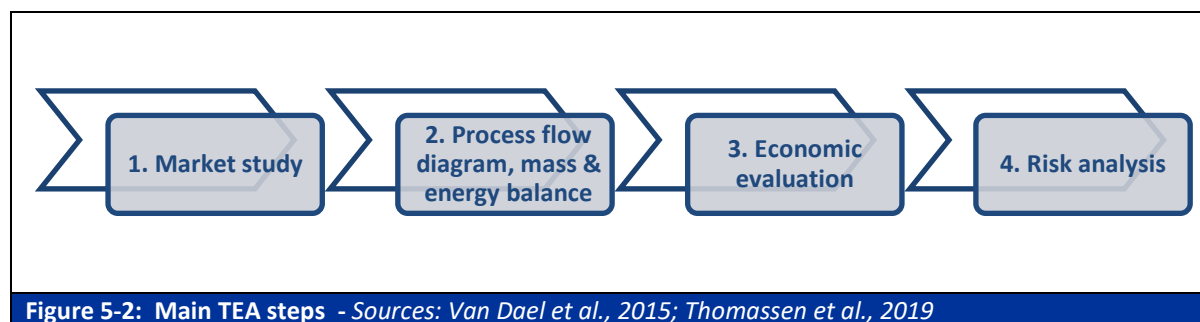 1. Market study
2. Process flow
diagram, mass &
energy balance
3. Economic
evaluation
4. Risk analysis
Figure 5-2: Main TEA steps - Sources: Van Dael et al., 2015; Thomassen et al., 2019